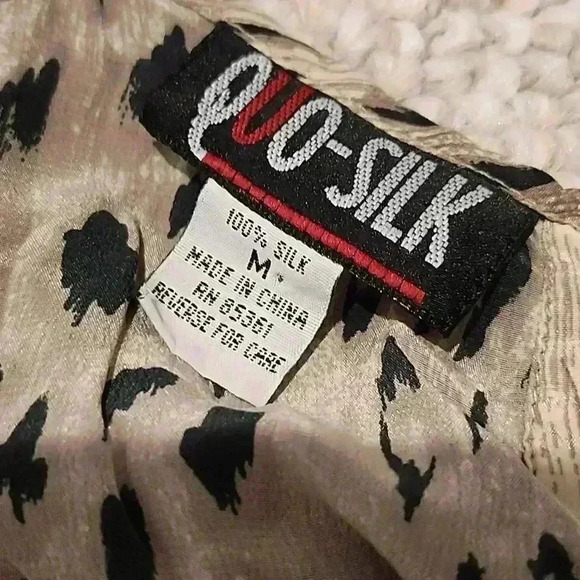 QUO-SILK
100% SILK
M
MADE IN CHINA
RN 85361
REVERSE FOR CARE